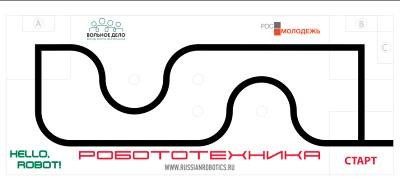 ВОЛЬНОЕ ДЕЛО
РОС
МОЛОДЕЖЬ
A
B
C
HELLO,
ROBOT!
РОБОТОТЕХНИКА
WWW.RUSSIANROBOTICS.RU
СТАРТ